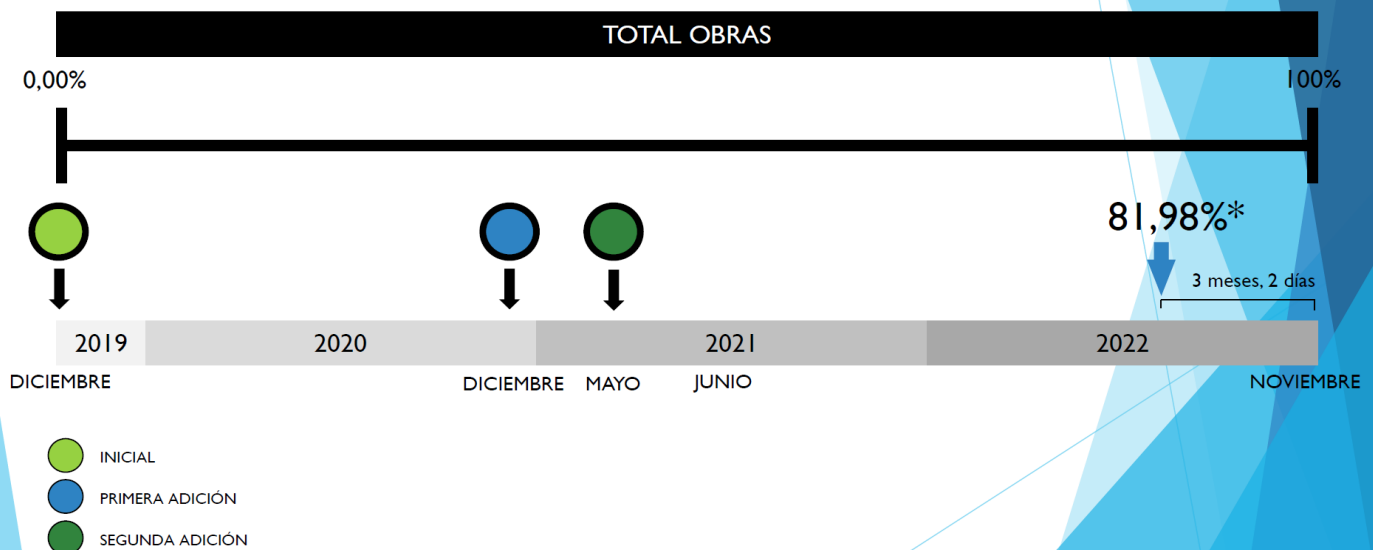 TOTAL OBRAS
0,00%
100%
81,98%*
3 meses, 2 días
2019
2020
2021
2022
DICIEMBRE
DICIEMBRE
MAYO
JUNIO
NOVIEMBRE
INICIAL
PRIMERA ADICIÓN
SEGUNDA ADICIÓN